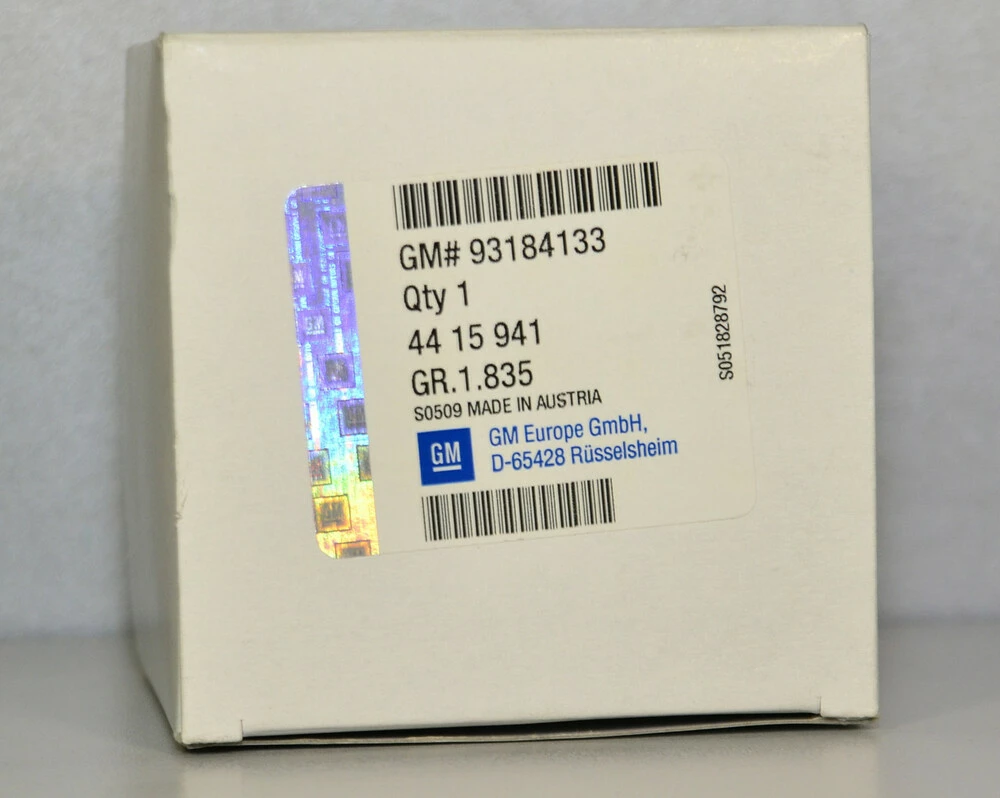 GM# 93184133
Qty 1
44 15 941
GR.1.835
S0509 MADE IN AUSTRIA
GM
GM Europe GmbH,
D-65428 Rüsselsheim
S051828792